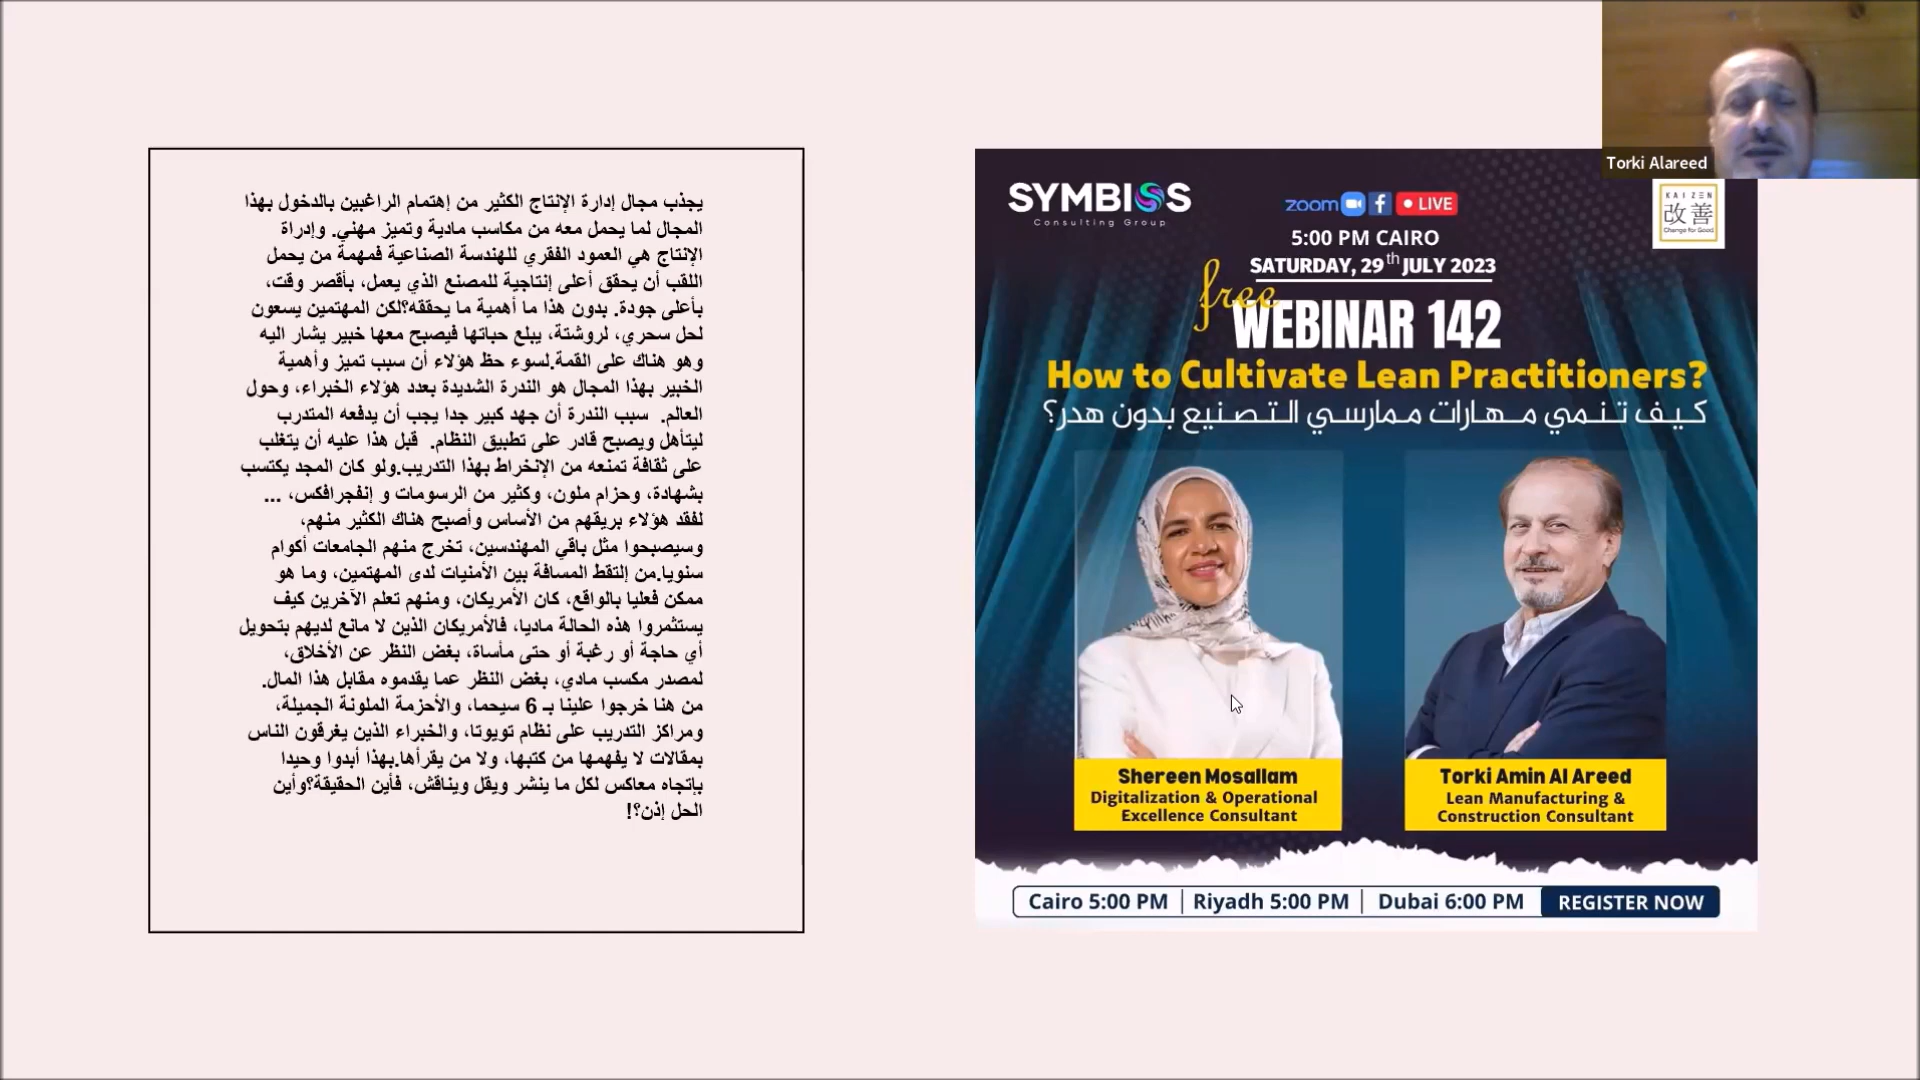 يجذب مجال إدارة الإنتاج الكثير من إهتمام الراغبين بالدخول بهذا
المجال لما يحمل معه من مكاسب مادية وتميز مهني. وإدراة
الإنتاج هي العمود الفقري للهندسة الصناعية فمهمة من يحمل
اللقب أن يحقق أعلى إنتاجية للمصنع الذي يعمل، بأقصر وقت،
بأعلى جودة. بدون هذا ما أهمية ما يحققه؟لكن المهتمين يسعون
لحل سحري، لروشتة، يبلع حباتها فيصبح معها خبير يشار اليه
وهو هناك على القمة.لسوء حظ هؤلاء أن سبب تميز وأهمية
الخبير بهذا المجال هو الندرة الشديدة بعدد هؤلاء الخبراء، وحول
العالم. سبب الندرة أن جهد كبير جدا يجب أن يدفعه المتدرب
ليتأهل ويصبح قادر على تطبيق النظام. قبل هذا عليه أن يتغلب
على ثقافة تمنعه من الإنخراط بهذا التدريب.ولو كان المجد يكتسب
بشهادة، وحزام ملون، وكثير من الرسومات و إنفجرافكس، ...
لفقد هؤلاء بريقهم من الأساس وأصبح هناك الكثير منهم،
وسيصبحوا مثل باقي المهندسين، تخرج منهم الجامعات أكوام
سنويا.من إلتقط المسافة بين الأمنيات لدى المهتمين، وما هو
ممكن فعليا بالواقع، كان الأمريكان، ومنهم تعلم الآخرين كيف
يستثمروا هذه الحالة ماديا، فالأمريكان الذين لا مانع لديهم بتحويل
أي حاجة أو رغبة أو حتى مأساة، بغض النظر عن الأخلاق،
لمصدر مكسب مادي، بغض النظر عما يقدموه مقابل هذا المال.
من هنا خرجوا علينا بـ 6 سيجما، والأحزمة الملونة الجميلة،
ومراكز التدريب على نظام تويوتا، والخبراء الذين يغرقون الناس
بمقالات لا يفهمها من كتبها، ولا من يقرأها.بهذا أبدوا وحيدا
بإتجاه معاكس لكل ما ينشر ويقل ويناقش، فأين الحقيقة؟وأين
الحل إذن؟!
Torki Alareed
SYMBIOS
Consulting Group
zoom f LIVE
KAIZEN
改善
Change for Good
5:00 PM CAIRO
SATURDAY, 29th JULY 2023
free
WEBINAR 142
How to Cultivate Lean Practitioners?
كيف تنمي مهارات ممارسي التصنيع بدون هدر؟
Shereen Mosallam
Digitalization & Operational
Excellence Consultant
Torki Amin Al Areed
Lean Manufacturing &
Construction Consultant
Cairo 5:00 PM | Riyadh 5:00 PM | Dubai 6:00 PM REGISTER NOW